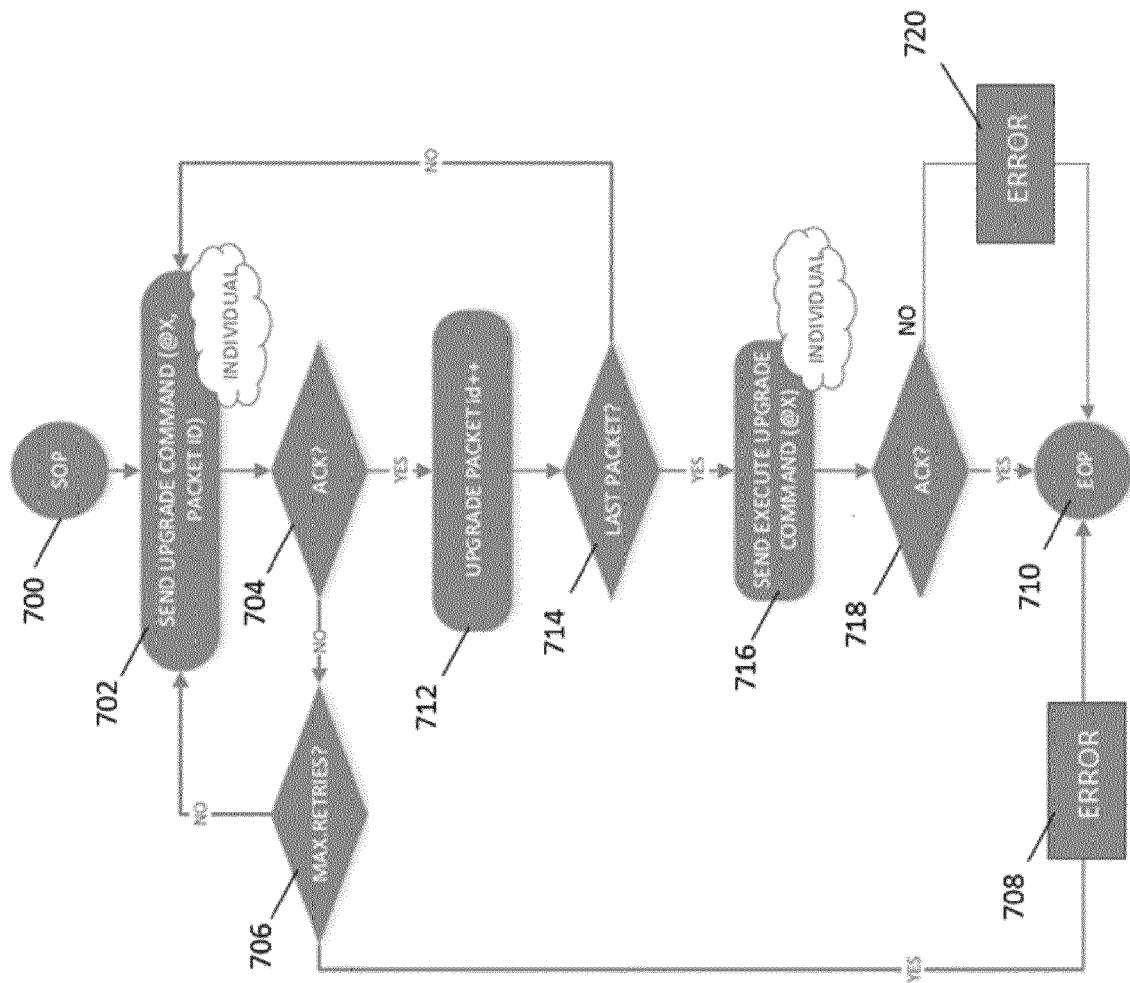 700
SOP
702
SEND UPGRADE COMMAND (@X,
PACKET ID)
INDIVIDUAL
NO
704
ACK?
NO
706
MAX.RETRIES?
NO
YES
712
UPGRADE PACKET id++
714
LAST PACKET?
YES
716
SEND EXECUTE UPGRADE
COMMAND (@X)
INDIVIDUAL
718
ACK?
NO
720
ERROR
YES
710
EOP
708
ERROR
YES